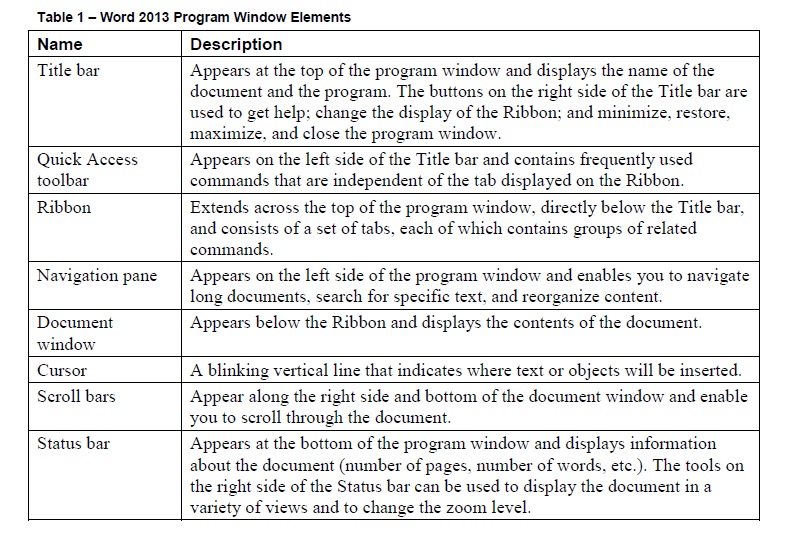 Table 1 – Word 2013 Program Window Elements
Name Description
Title bar Appears at the top of the program window and displays the name of the
document and the program. The buttons on the right side of the Title bar are
used to get help; change the display of the Ribbon; and minimize, restore,
maximize, and close the program window.
Quick Access Appears on the left side of the Title bar and contains frequently used
toolbar commands that are independent of the tab displayed on the Ribbon.
Ribbon Extends across the top of the program window, directly below the Title bar,
and consists of a set of tabs, each of which contains groups of related
commands.
Navigation pane Appears on the left side of the program window and enables you to navigate
long documents, search for specific text, and reorganize content.
Document Appears below the Ribbon and displays the contents of the document.
window
Cursor A blinking vertical line that indicates where text or objects will be inserted.
Scroll bars Appear along the right side and bottom of the document window and enable
you to scroll through the document.
Status bar Appears at the bottom of the program window and displays information
about the document (number of pages, number of words, etc.). The tools on
the right side of the Status bar can be used to display the document in a
variety of views and to change the zoom level.